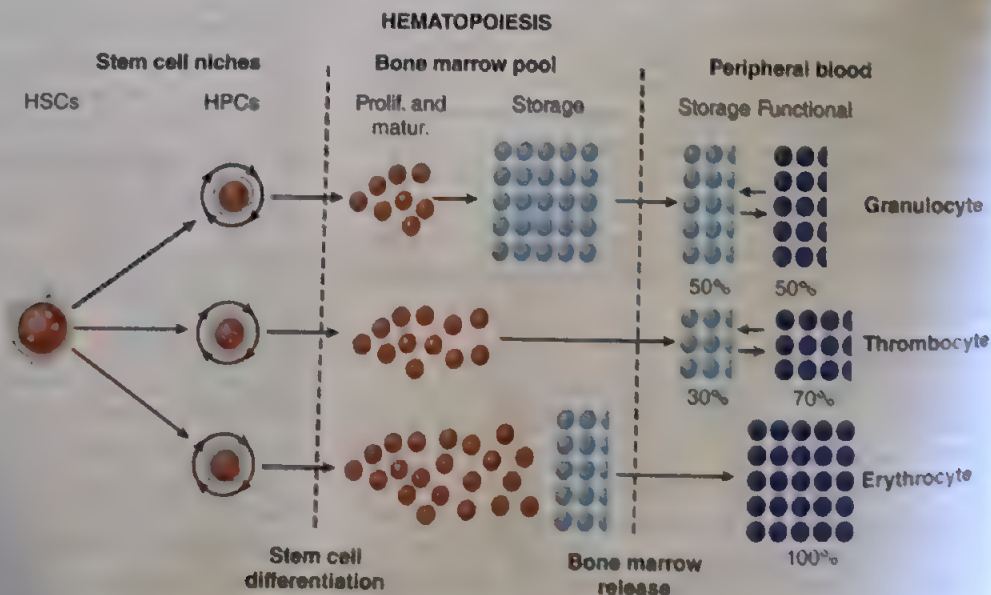 HEMATOPOIESIS
Stem cell niches
Bone marrow pool
Peripheral blood
HSCs
HPCs
Prolif. and
matur.
Storage
Storage Functional
Granulocyte
50%
50%
Thrombocyte
30%
70%
Erythrocyte
100%
Stem cell
differentiation
Bone marrow
release